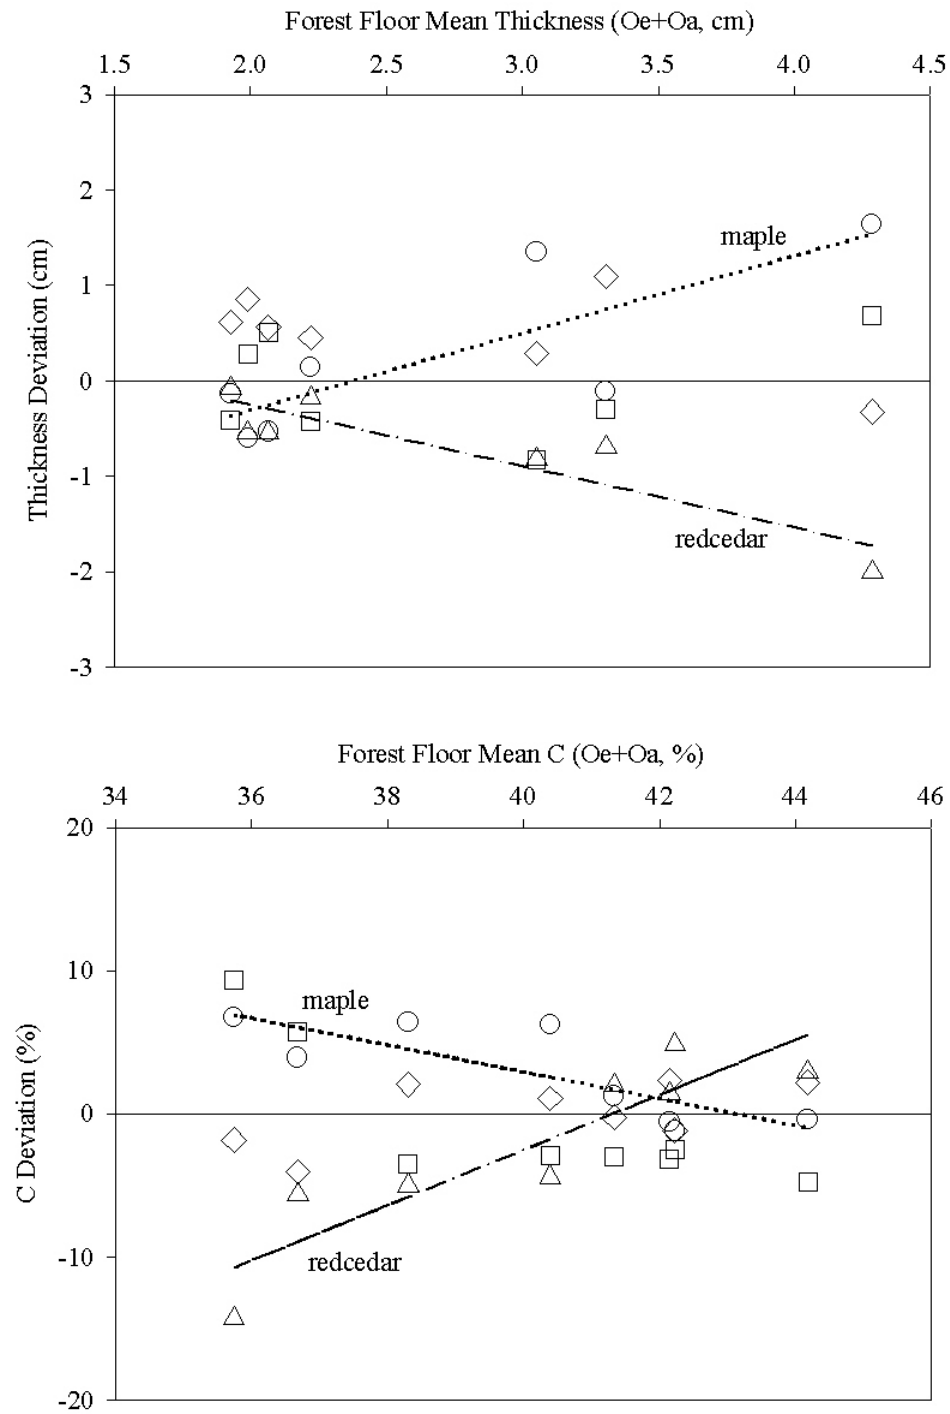 Forest Floor Mean Thickness (Oe+Oa, cm)
1.5 2.0 2.5 3.0 3.5 4.0 4.5
3
2
1
0
-1
-2
-3
Thickness Deviation (cm)
maple
redcedar
Forest Floor Mean C (Oe+Oa, %)
34 36 38 40 42 44 46
20
10
0
-10
-20
C Deviation (%)
maple
redcedar